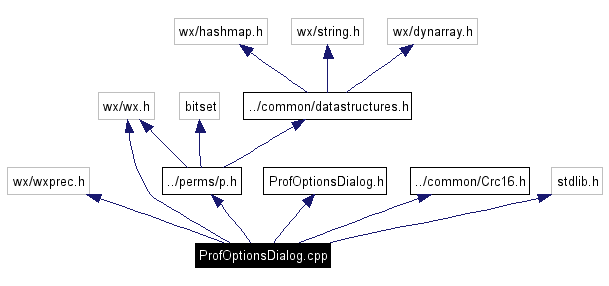 wx/hashmap.h
wx/string.h
wx/dynarray.h
wx/wx.h
bitset
../common/datastructures.h
wx/wxprec.h
../perms/p.h
ProfOptionsDialog.h
../common/Crc16.h
stdlib.h
ProfOptionsDialog.cpp